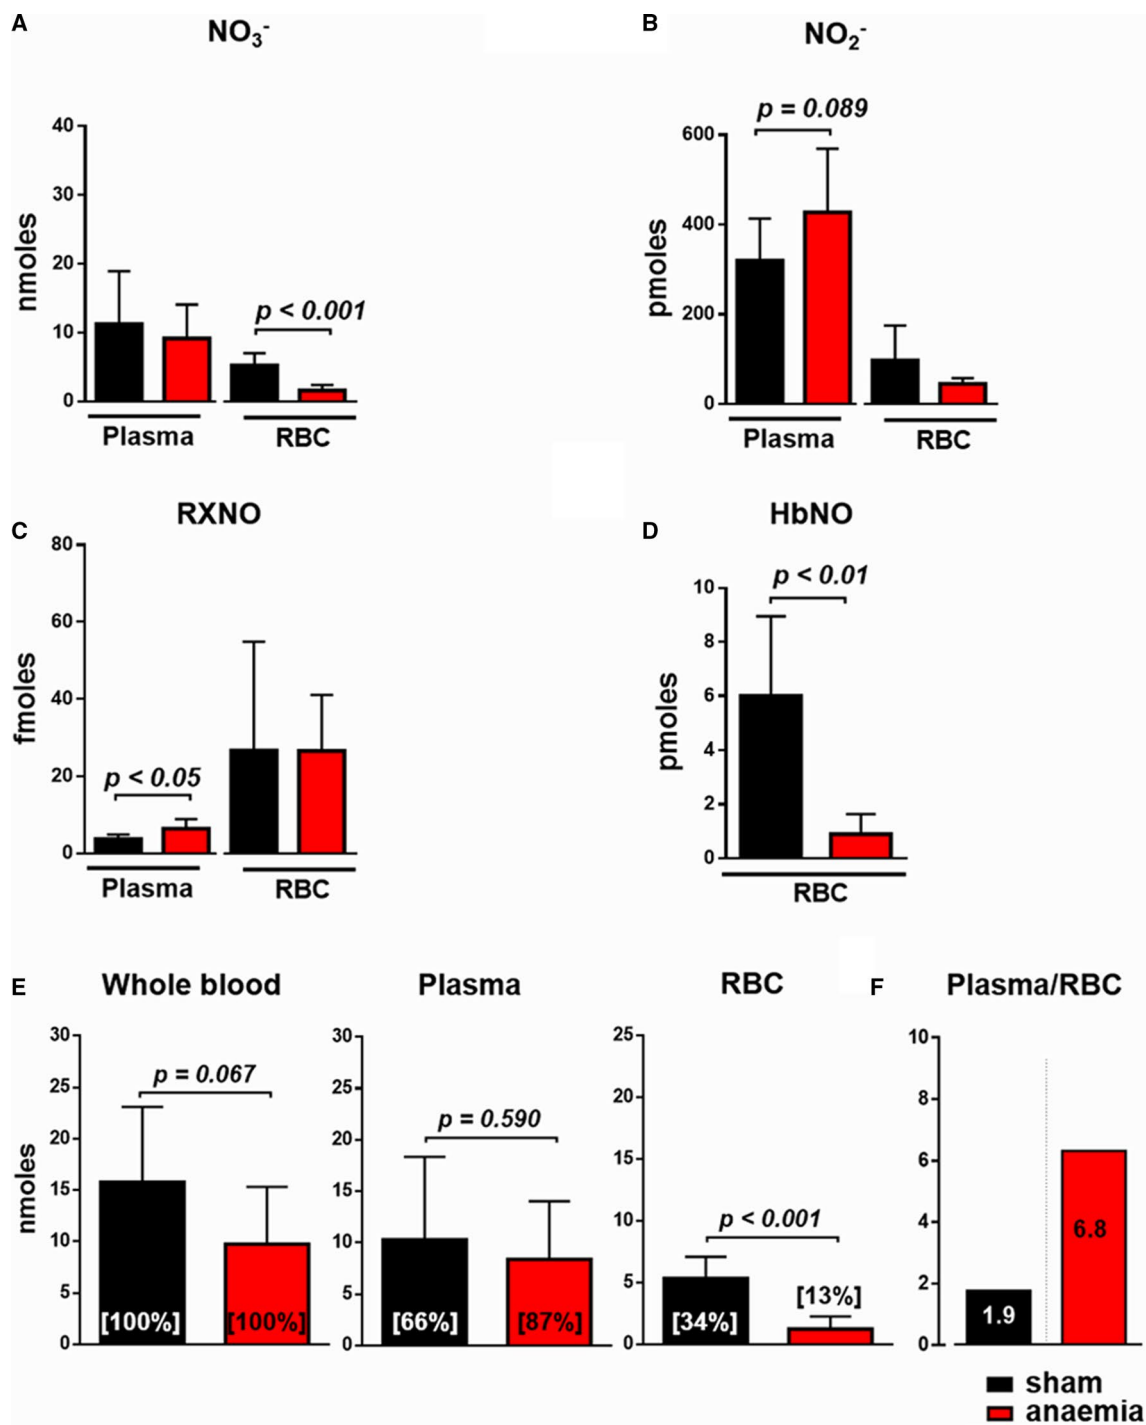 A
NO₃⁻
nmoles
40
30
20
10
0
p < 0.001
Plasma
RBC
B
NO₂⁻
pmoles
600
400
200
0
p = 0.089
Plasma
RBC
C
RXNO
fmoles
80
60
40
20
0
p < 0.05
Plasma
RBC
D
HbNO
pmoles
10
8
6
4
2
0
p < 0.01
RBC
E
Whole blood
nmoles
30
25
20
15
10
5
0
p = 0.067
[100%]
[100%]
Plasma
30
25
20
15
10
5
0
p = 0.590
[66%]
[87%]
RBC
25
20
15
10
5
0
p < 0.001
[34%]
[13%]
F
Plasma/RBC
10
8
6
4
2
0
1.9
6.8
sham
anaemia